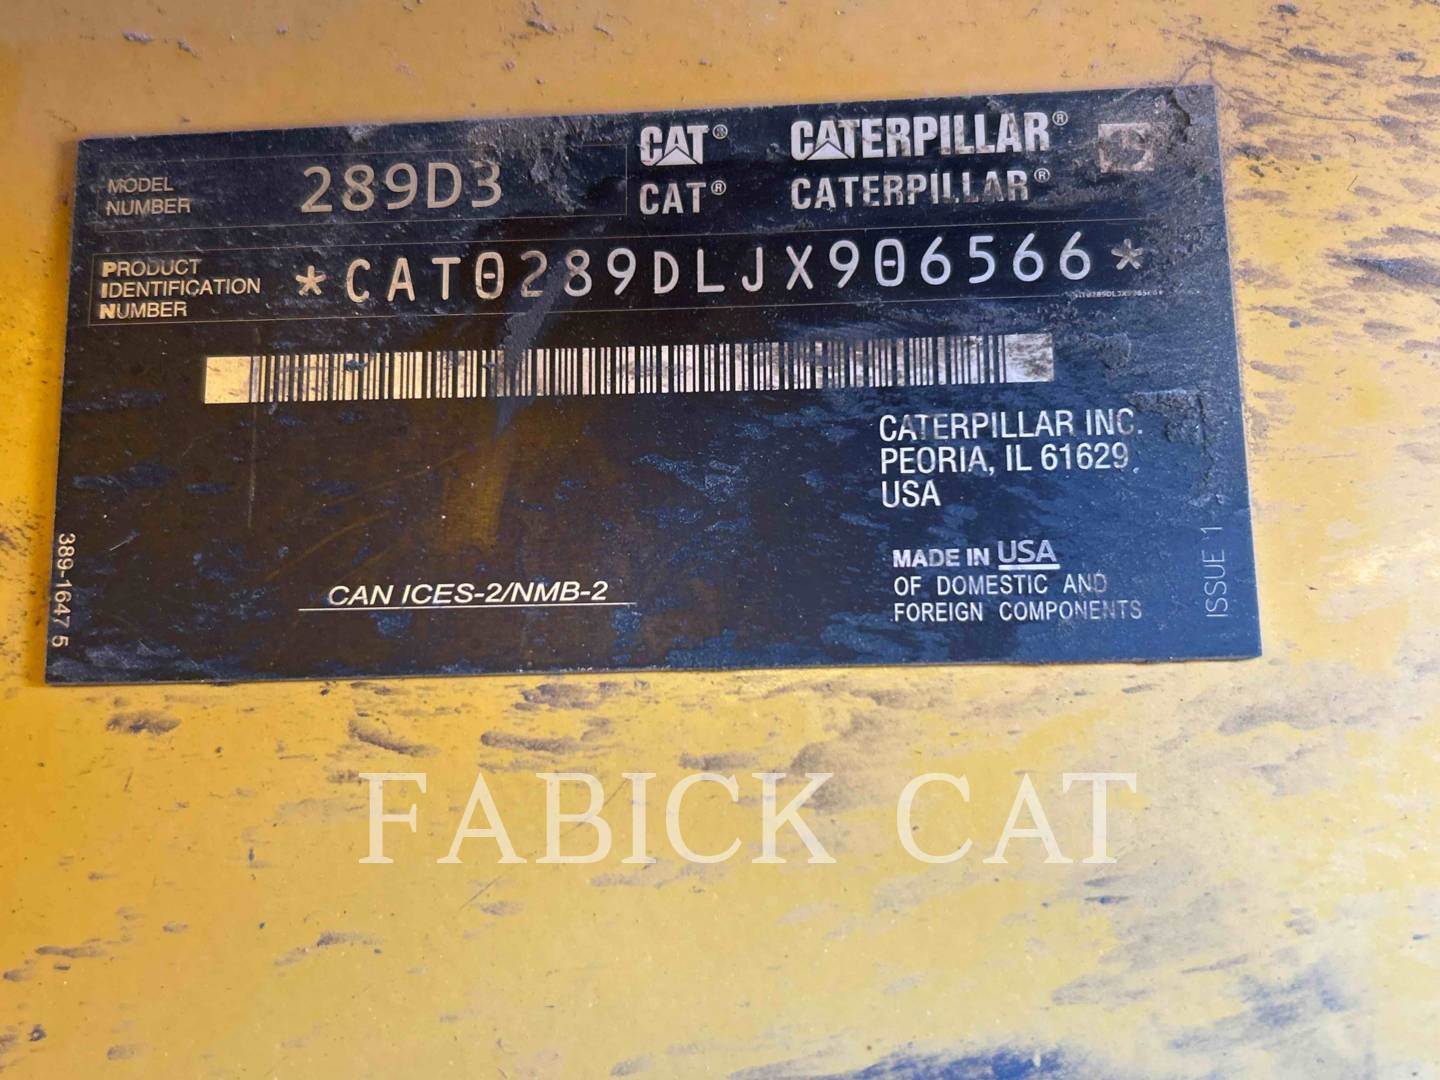 MODEL NUMBER 289D3
CAT® CATERPILLAR®
CAT® CATERPILLAR®
PRODUCT IDENTIFICATION NUMBER *CAT0289DLJX906566*
CATERPILLAR INC.
PEORIA, IL 61629
USA
MADE IN USA
OF DOMESTIC AND
FOREIGN COMPONENTS
CAN ICES-2/NMB-2
389-1647 5
ISSUE 1
FABICK CAT